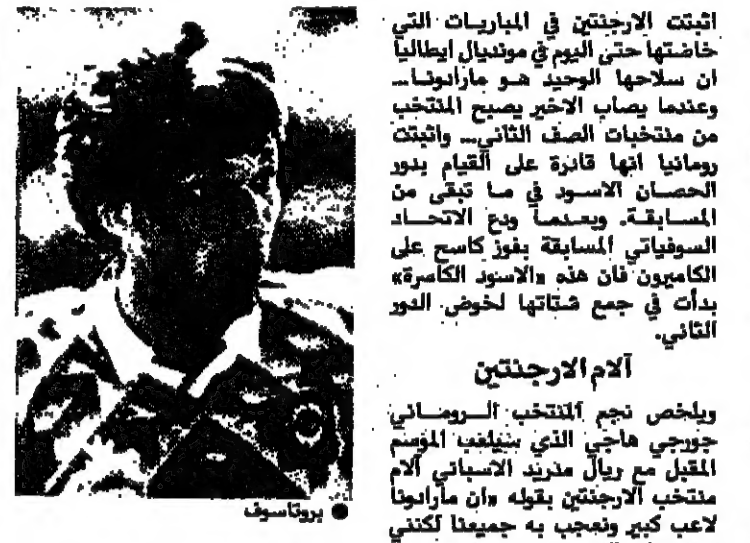 اثبتت الارجنتين في المباريات التي
خاضتها حتى اليوم في مونديال ايطاليا
ان سلاحها الوحيد هو مارادونا...
وعندما يصاب الاخير يصبح المنتخب
من منتخبات الصف الثاني... واثبتت
رومانيا انها قادرة على القيام بدور
الحصان الاسود في ما تبقى من
المسابقة. وبعدما ودع الاتحاد
السوفياتي المسابقة بفوز كاسح على
الكاميرون فان هذه «الاسود الكاسرة»
بدأت في جمع شتاتها لخوض الدور
الثاني.
آلام الارجنتين
ويلخص نجم المنتخب الروماني
جورجي هاجي الذي سيلعب الموسم
المقبل مع ريال مدريد الاسباني آلام
منتخب الارجنتين بقوله «ان مارادونا
لاعب كبير ونعجب به جميعنا لكنني
● بروتاسوف